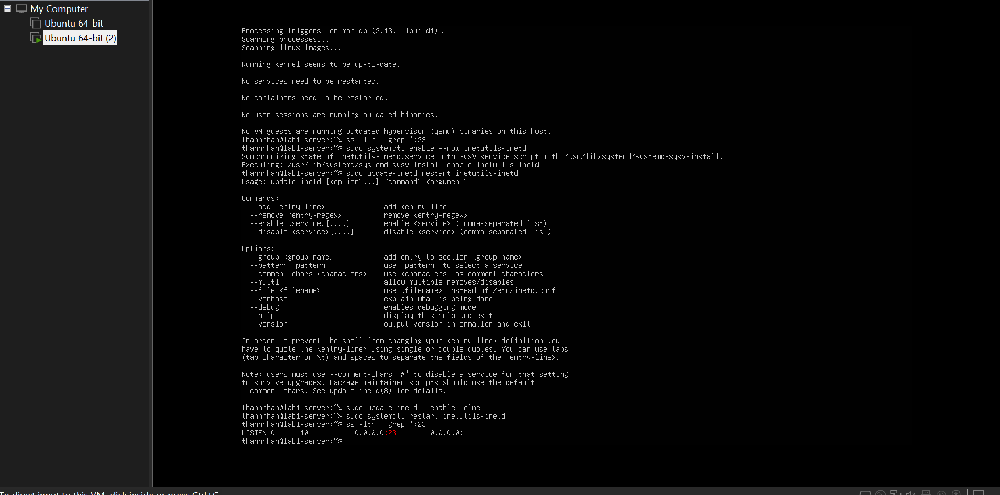 My Computer
Ubuntu 64-bit
Ubuntu 64-bit (2)
Processing triggers for man-db (2.13.1-1build1)…
Scanning processes...
Scanning linux images...
Running kernel seems to be up-to-date.
No services need to be restarted.
No containers need to be restarted.
No user sessions are running outdated binaries.
No VM guests are running outdated hypervisor (qemu) binaries on this host.
thanhnhan@lab1-server:~$ ss -ltn | grep ':23'
thanhnhan@lab1-server:~$ sudo systemctl enable --now inetutils-inetd
Synchronizing state of inetutils-inetd.service with SysV service script with /usr/lib/systemd/systemd-sysv-install.
Executing: /usr/lib/systemd/systemd-sysv-install enable inetutils-inetd
thanhnhan@lab1-server:~$ sudo update-inetd restart inetutils-inetd
Usage: update-inetd [<option>...] <command> <argument>
Commands:
  --add <entry-line>              add <entry-line>
  --remove <entry-regex>          remove <entry-regex>
  --enable <service>[,...]        enable <service> (comma-separated list)
  --disable <service>[,...]       disable <service> (comma-separated list)
Options:
  --group <group-name>            add entry to section <group-name>
  --pattern <pattern>             use <pattern> to select a service
  --comment-chars <characters>    use <characters> as comment characters
  --multi                         allow multiple removes/disables
  --file <filename>               use <filename> instead of /etc/inetd.conf
  --verbose                       explain what is being done
  --debug                         enables debugging mode
  --help                          display this help and exit
  --version                       output version information and exit
In order to prevent the shell from changing your <entry-line> definition you
have to quote the <entry-line> using single or double quotes. You can use tabs
(tab character or \t) and spaces to separate the fields of the <entry-line>.
Note: users must use --comment-chars '#' to disable a service for that setting
to survive upgrades. Package maintainer scripts should use the default
--comment-chars. See update-inetd(8) for details.
thanhnhan@lab1-server:~$ sudo update-inetd --enable telnet
thanhnhan@lab1-server:~$ sudo systemctl restart inetutils-inetd
thanhnhan@lab1-server:~$ ss -ltn | grep ':23'
LISTEN 0      10           0.0.0.0:23        0.0.0.0:*
thanhnhan@lab1-server:~$
To direct input to this VM, click inside or press Ctrl+G